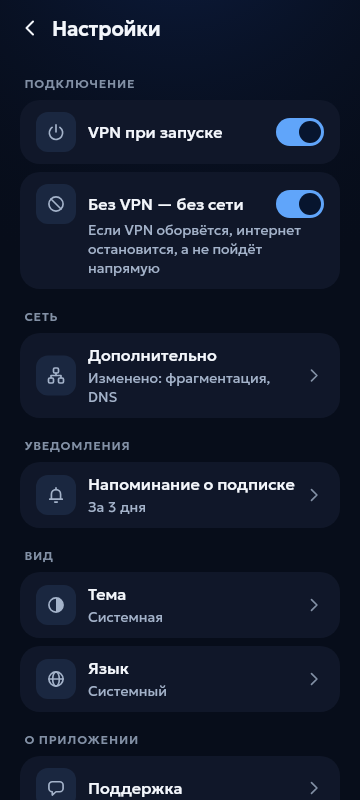 Настройки
ПОДКЛЮЧЕНИЕ
VPN при запуске
Без VPN — без сети
Если VPN оборвётся, интернет
остановится, а не пойдёт
напрямую
СЕТЬ
Дополнительно
Изменено: фрагментация,
DNS
УВЕДОМЛЕНИЯ
Напоминание о подписке
За 3 дня
ВИД
Тема
Системная
Язык
Системный
О ПРИЛОЖЕНИИ
Поддержка